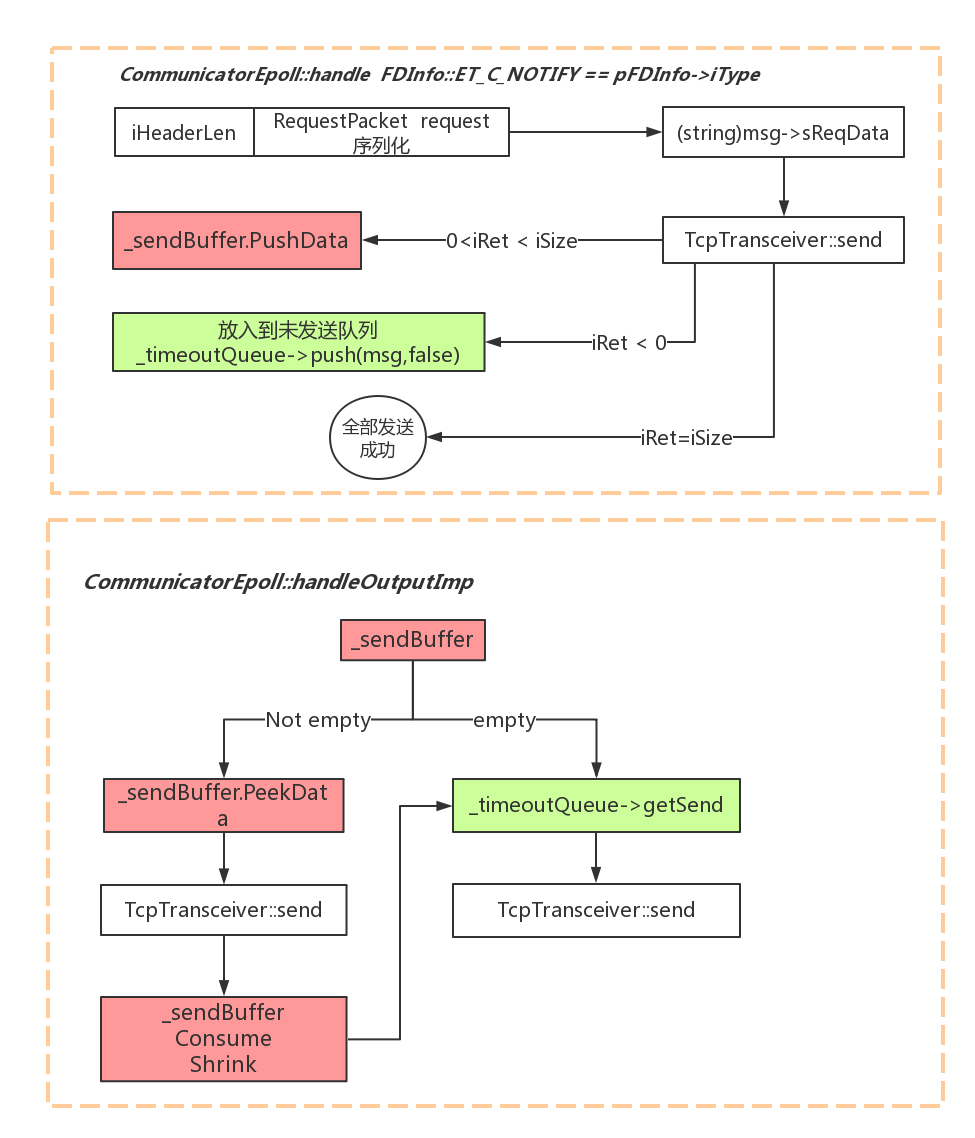 CommunicatorEpoll::handle  FDInfo::ET_C_NOTIFY == pFDInfo->iType
iHeaderLen
RequestPacket  request
序列化
(string)msg->sReqData
_sendBuffer.PushData
0<iRet < iSize
TcpTransceiver::send
放入到未发送队列
_timeoutQueue->push(msg,false)
iRet < 0
全部发送
成功
iRet=iSize
CommunicatorEpoll::handleOutputImp
_sendBuffer
Not empty
empty
_sendBuffer.PeekDat
a
_timeoutQueue->getSend
TcpTransceiver::send
TcpTransceiver::send
_sendBuffer
Consume
Shrink